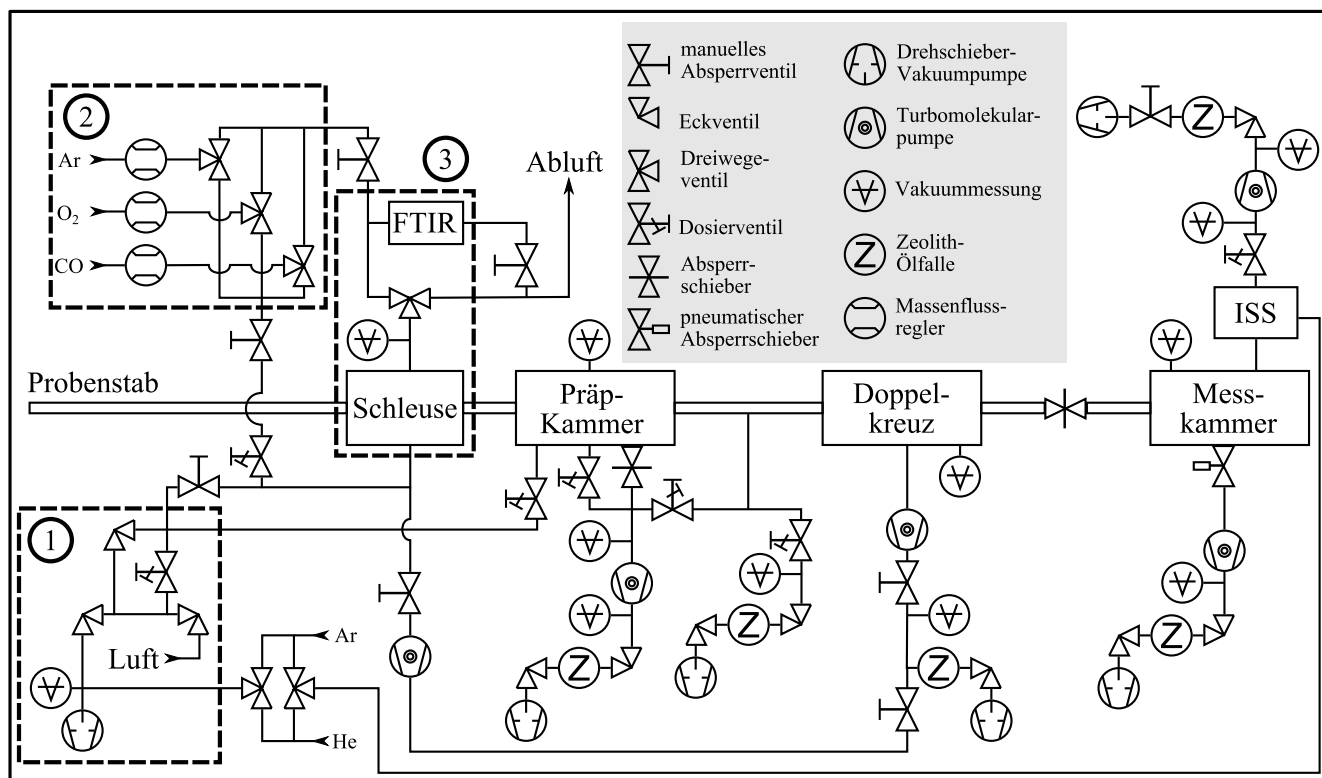 manuelles
Absperrventil
Eckventil
Dreiwege-
ventil
Dosierventil
Absperr-
schieber
pneumatischer
Absperrschieber
Drehschieber-
Vakuumpumpe
Turbomolekular-
pumpe
Vakuummessung
Zeolith-
Ölfalle
Massenfluss-
regler
2
Ar
O₂
CO
3
Abluft
FTIR
Z
ISS
Probenstab
Schleuse
Präp-
Kammer
Doppel-
kreuz
Mess-
kammer
1
Luft
Ar
He
Z
Z
Z
Z
Z